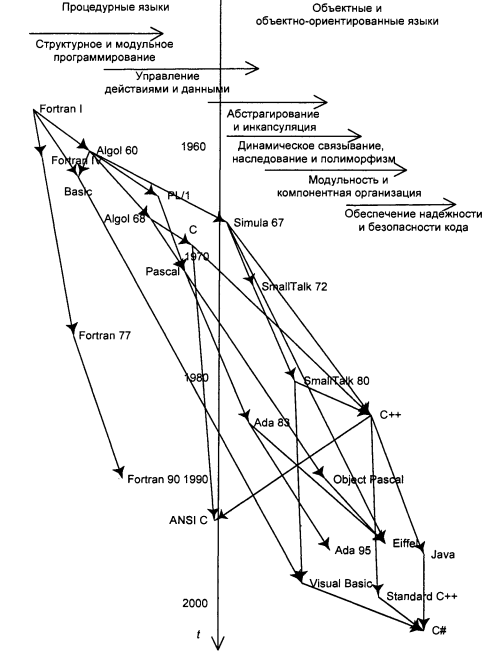 Процедурные языки
Объектные и
объектно-ориентированные языки
Структурное и модульное
программирование
Управление
действиями и данными
Абстрагирование
и инкапсуляция
Динамическое связывание,
наследование и полиморфизм
Модульность и
компонентная организация
Обеспечение надежности
и безопасности кода
Fortran I
1960
Algol 60
Fortran IV
Basic
PL/1
Algol 68
Simula 67
C
1970
Pascal
SmallTalk 72
Fortran 77
1980
SmallTalk 80
C++
Ada 83
Fortran 90
1990
Object Pascal
ANSI C
Ada 95
Eiffel
Java
Visual Basic
Standard C++
2000
C#
t